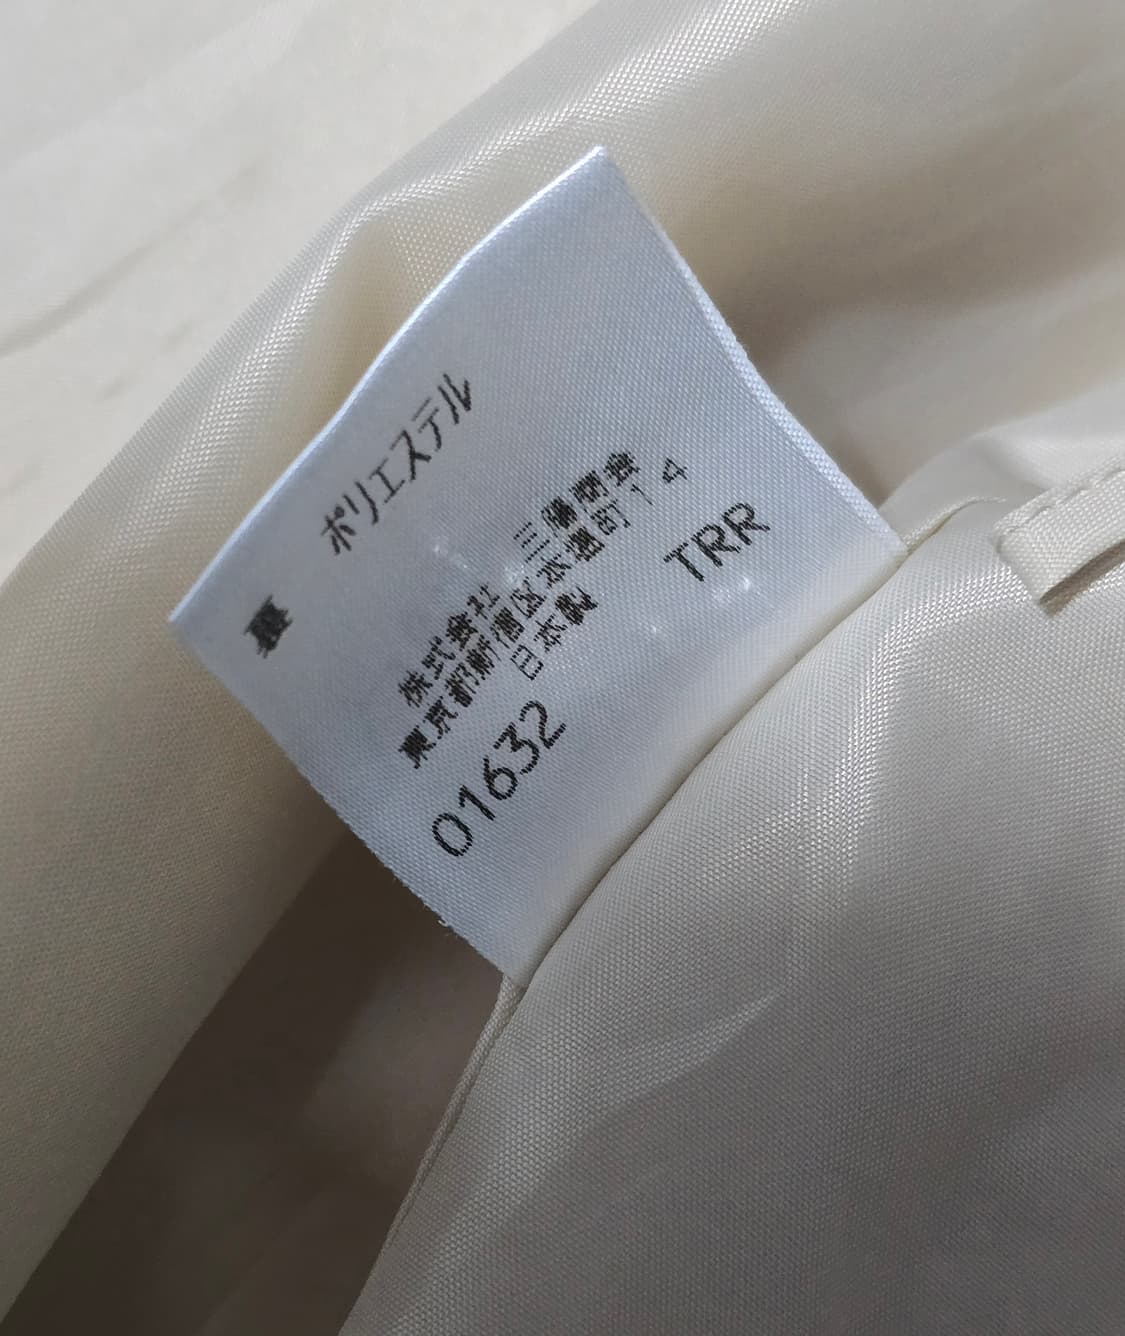 裏 ポリエステル
株式会社 三陽商會
東京都新宿区本塩町14
日本製
01632 TRR